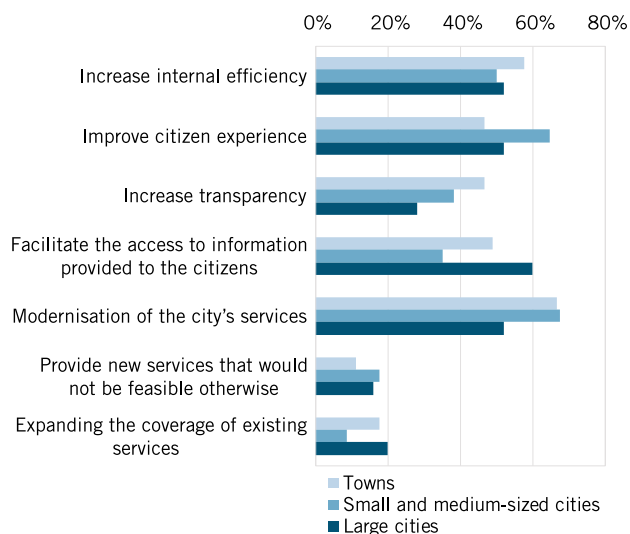 0% 20% 40% 60% 80%
Increase internal efficiency
Improve citizen experience
Increase transparency
Facilitate the access to information
provided to the citizens
Modernisation of the city's services
Provide new services that would
not be feasible otherwise
Expanding the coverage of existing
services
Towns
Small and medium-sized cities
Large cities